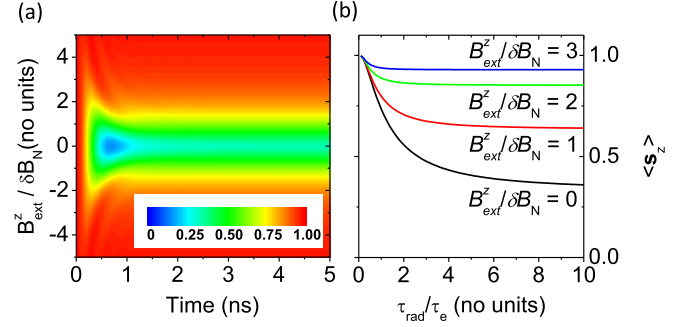 (a)
4
2
0
-2
-4
B^z_ext / δB_N (no units)
0 0.25 0.50 0.75 1.00
0 1 2 3 4 5
Time (ns)
(b)
B^z_ext/δB_N = 3
B^z_ext/δB_N = 2
B^z_ext/δB_N = 1
B^z_ext/δB_N = 0
1.0
0.5
0.0
<s_z>
0 2 4 6 8 10
τ_rad/τ_e (no units)